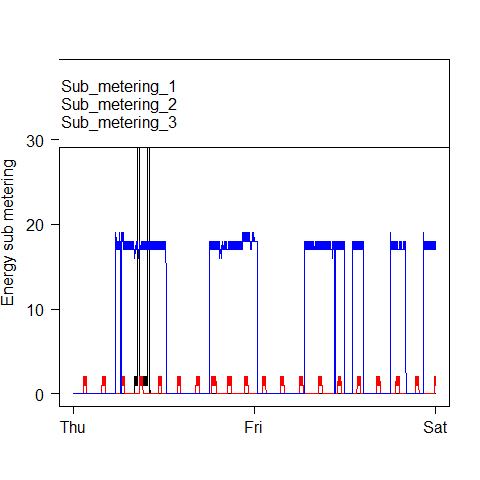 Sub_metering_1
Sub_metering_2
Sub_metering_3
Energy sub metering
30
20
10
0
Thu Fri Sat